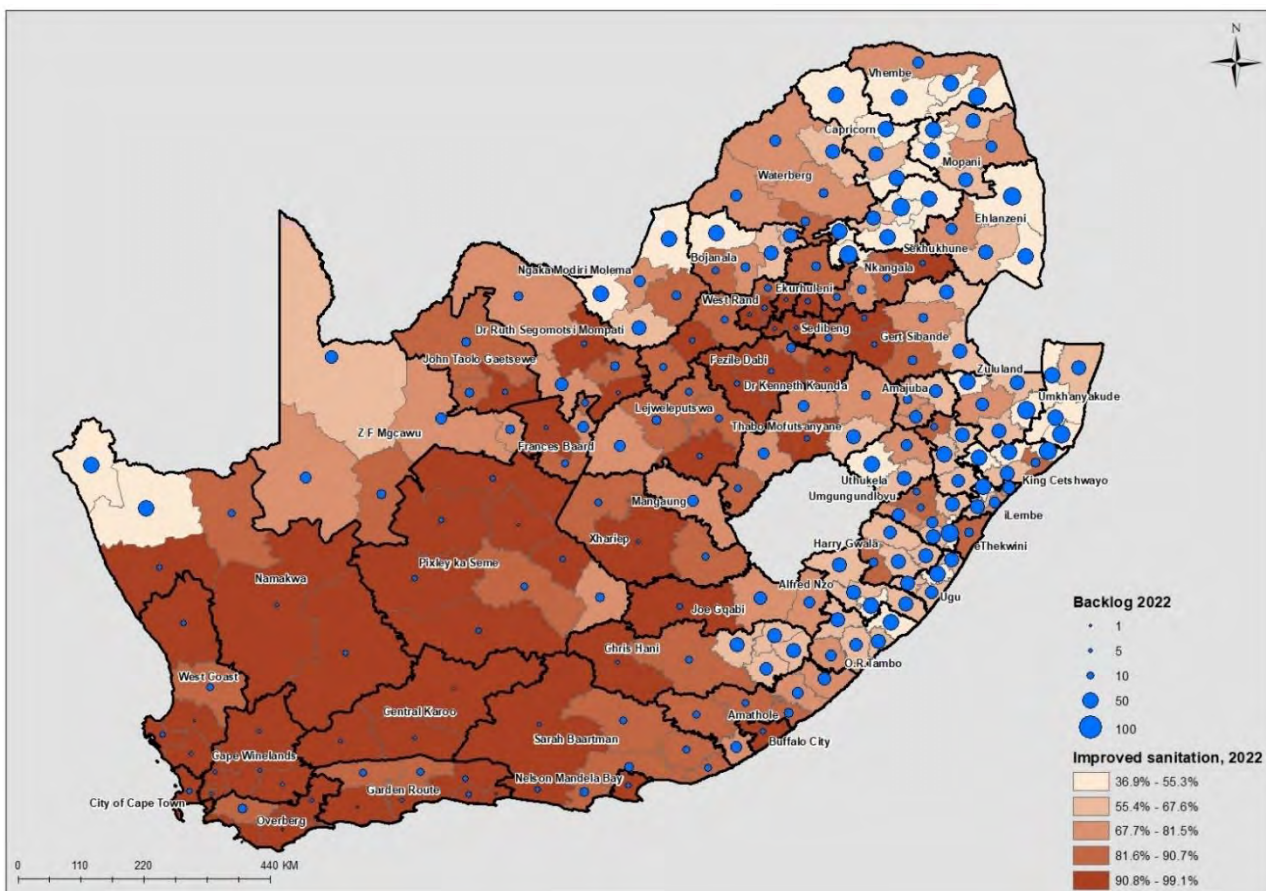 N
Vhembe
Capricorn
Mopani
Waterberg
Ehlanzeni
Sekhukhune
Bojanala
Nkangala
Ngaka Modiri Molema
Ekurhuleni
West Rand
Dr Ruth Segomotsi Mompati
Sedibeng
Gert Sibande
John Taolo Gaetsewe
Fezile Dabi
Zululand
Dr Kenneth Kaunda
Amajuba
Umkhanyakude
Lejweleputswa
Z F Mgcawu
Thabo Mofutsanyane
Frances Baard
Uthukela
King Cetshwayo
Umgungundlovu
Mangaung
iLembe
Xhariep
Harry Gwala
eThekwini
Pixley ka Seme
Namakwa
Alfred Nzo
Ugu
Joe Gqabi
Chris Hani
O.R.Tambo
West Coast
Central Karoo
Amathole
Sarah Baartman
Buffalo City
Cape Winelands
Nelson Mandela Bay
Garden Route
City of Cape Town
Overberg
Backlog 2022
1
5
10
50
100
Improved sanitation, 2022
36.9% - 55.3%
55.4% - 67.6%
67.7% - 81.5%
81.6% - 90.7%
90.8% - 99.1%
0 110 220 440 KM